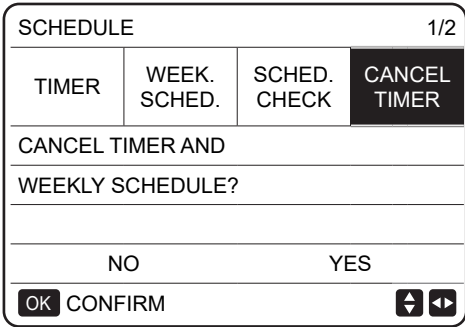 SCHEDULE 1/2
TIMER WEEK. SCHED. SCHED. CHECK CANCEL TIMER
CANCEL TIMER AND
WEEKLY SCHEDULE?
NO YES
OK CONFIRM